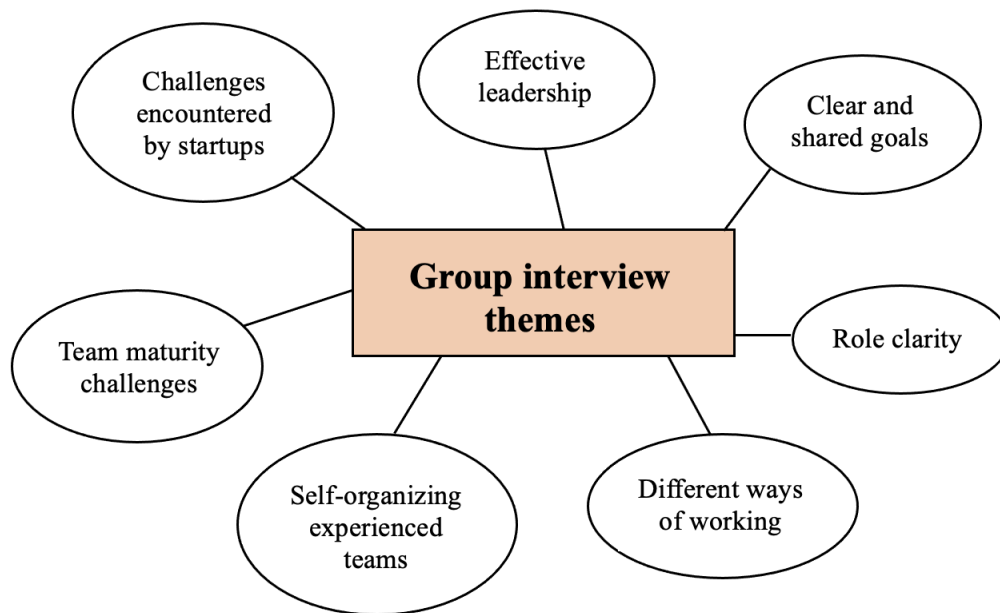 Challenges
encountered
by startups
Effective
leadership
Clear and
shared goals
Group interview
themes
Team maturity
challenges
Role clarity
Self-organizing
experienced
teams
Different ways
of working